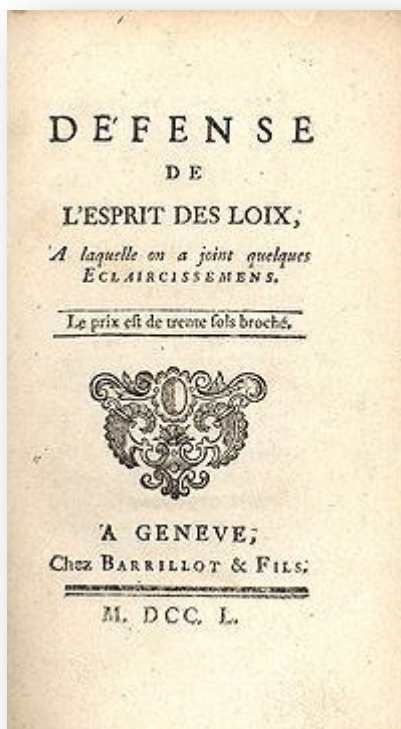 DÉFENSE
DE
L'ESPRIT DES LOIX,
A laquelle on a joint quelques
ECLAIRCISSEMENS.
Le prix eſt de trente ſols broché.
A GENEVE,
Chez BARRILLOT & FILS.
M. DCC. L.